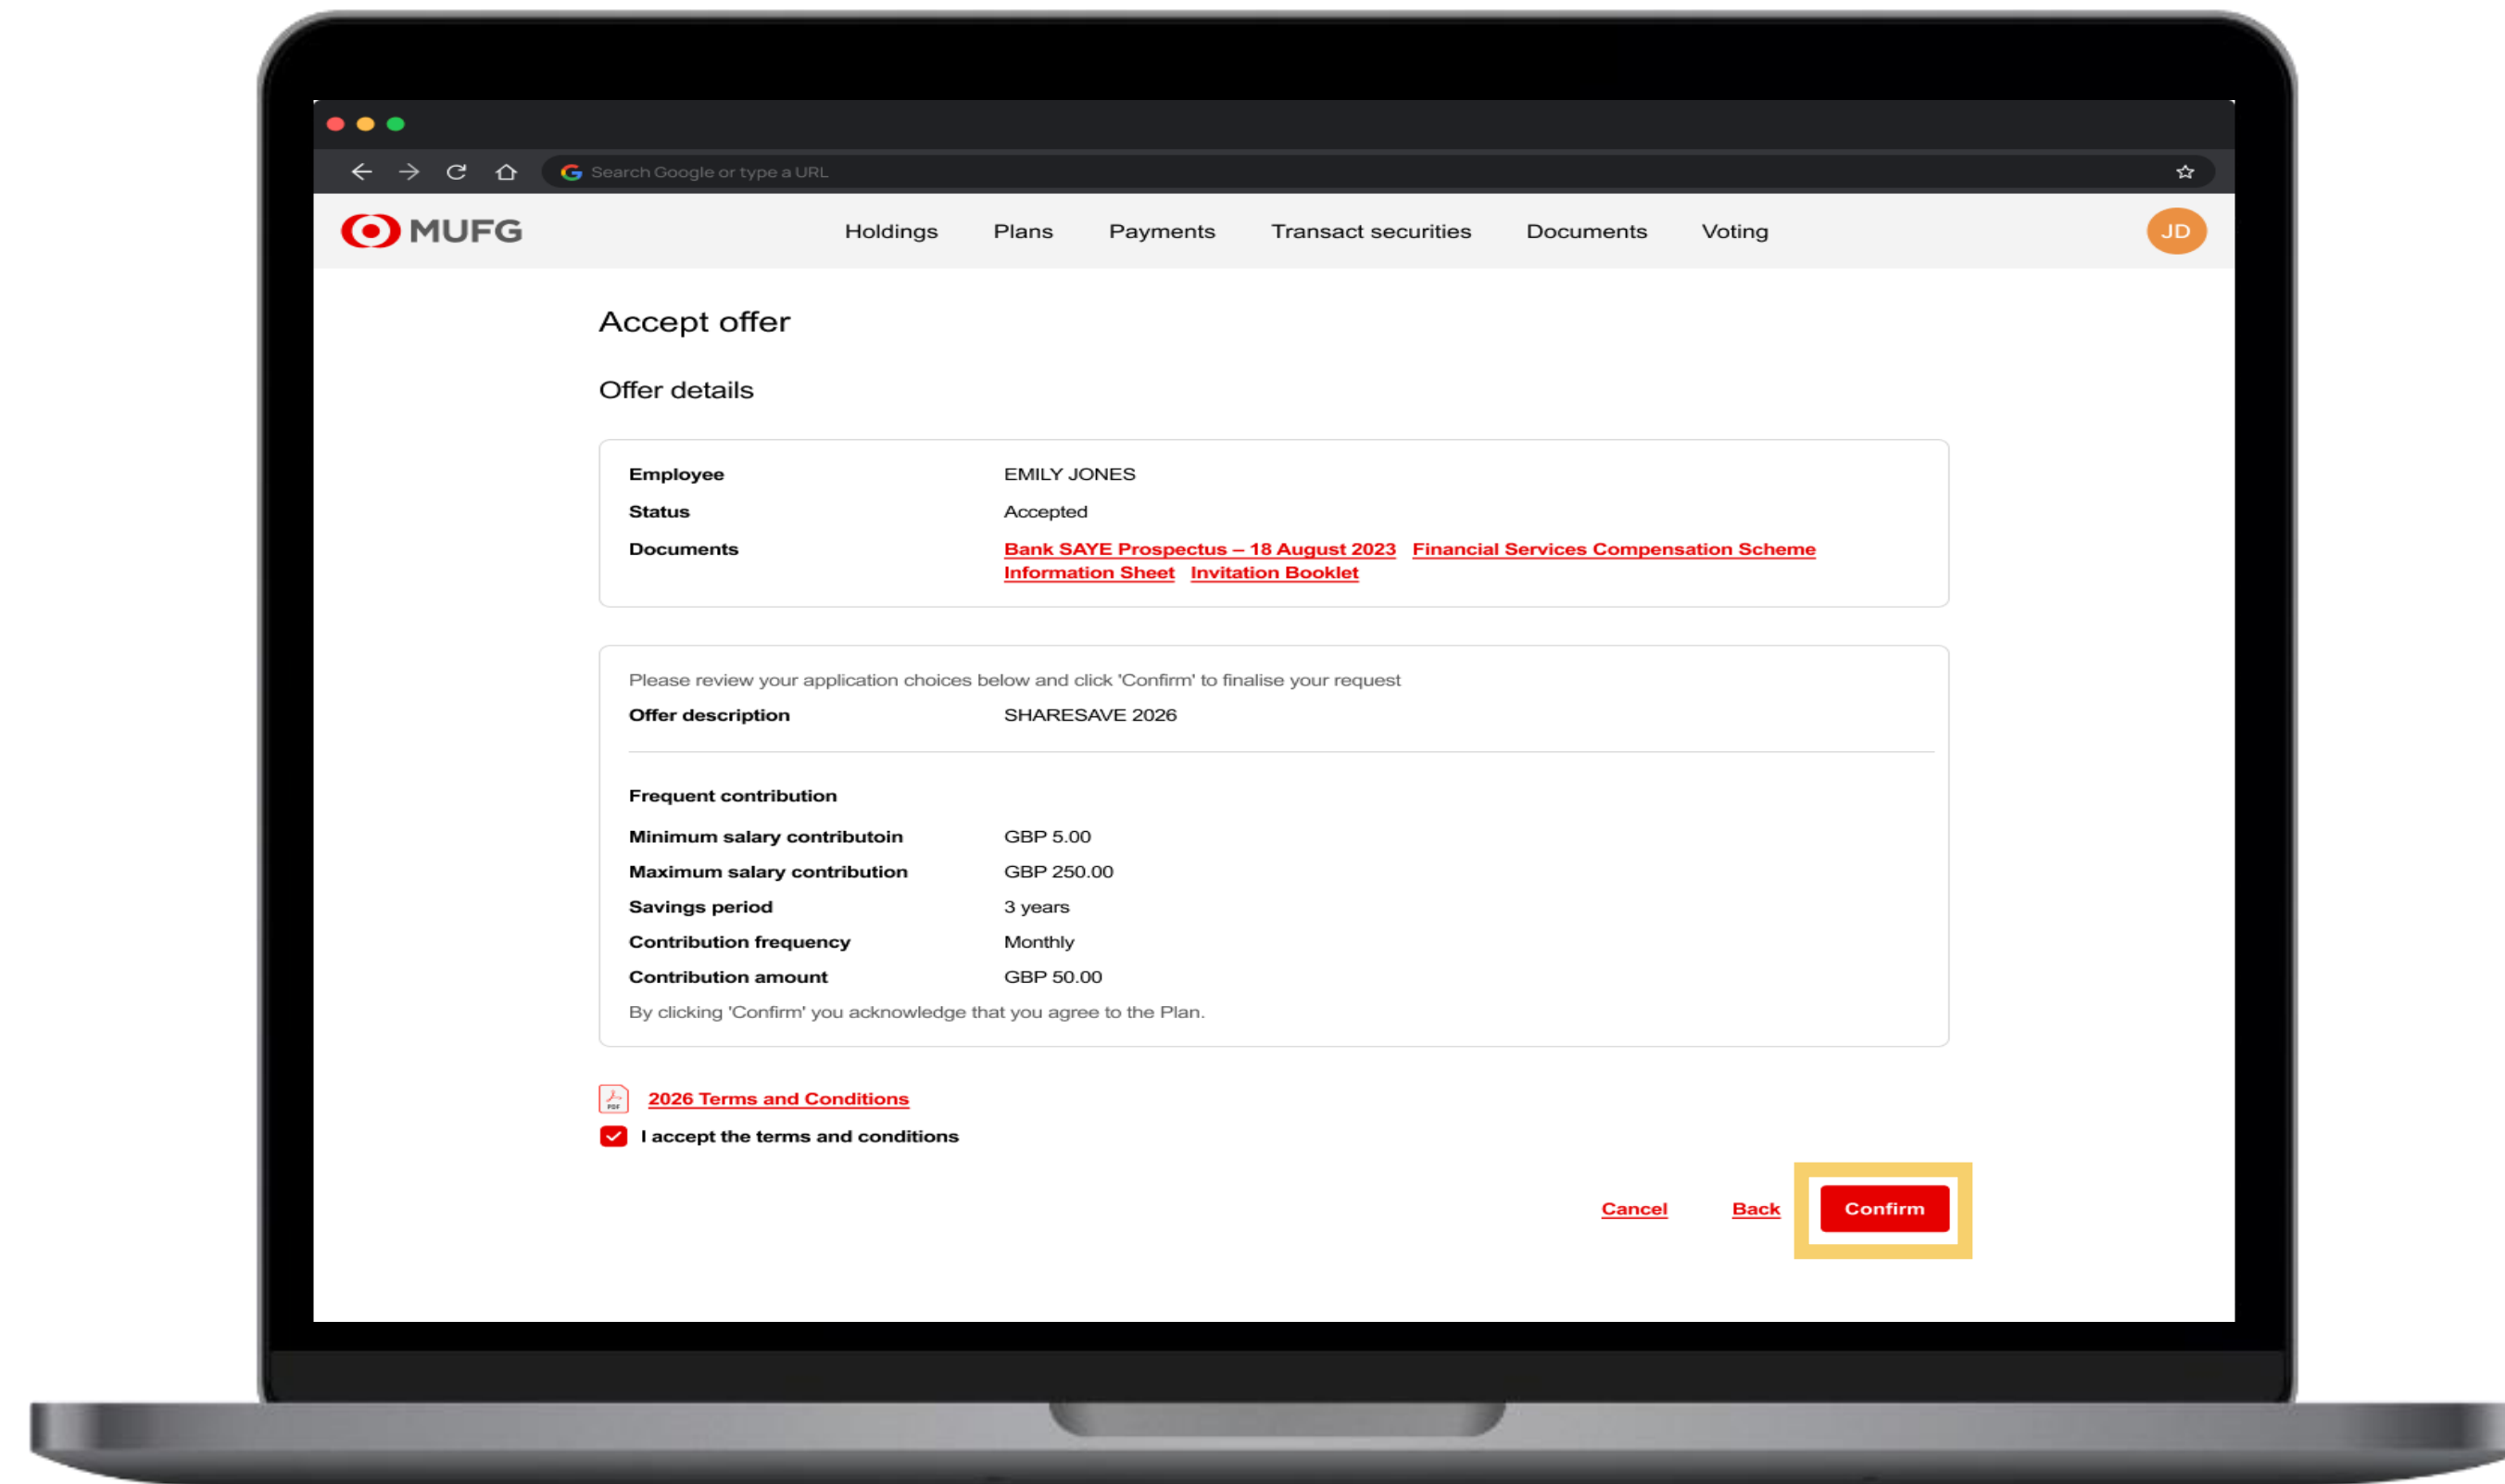 Search Google or type a URL
MUFG Holdings Plans Payments Transact securities Documents Voting JD
Accept offer
Offer details
Employee EMILY JONES
Status Accepted
Documents Bank SAYE Prospectus – 18 August 2023 Financial Services Compensation Scheme
Information Sheet Invitation Booklet
Please review your application choices below and click 'Confirm' to finalise your request
Offer description SHARESAVE 2026
Frequent contribution
Minimum salary contributoin GBP 5.00
Maximum salary contribution GBP 250.00
Savings period 3 years
Contribution frequency Monthly
Contribution amount GBP 50.00
By clicking 'Confirm' you acknowledge that you agree to the Plan.
PDF 2026 Terms and Conditions
I accept the terms and conditions
Cancel Back Confirm